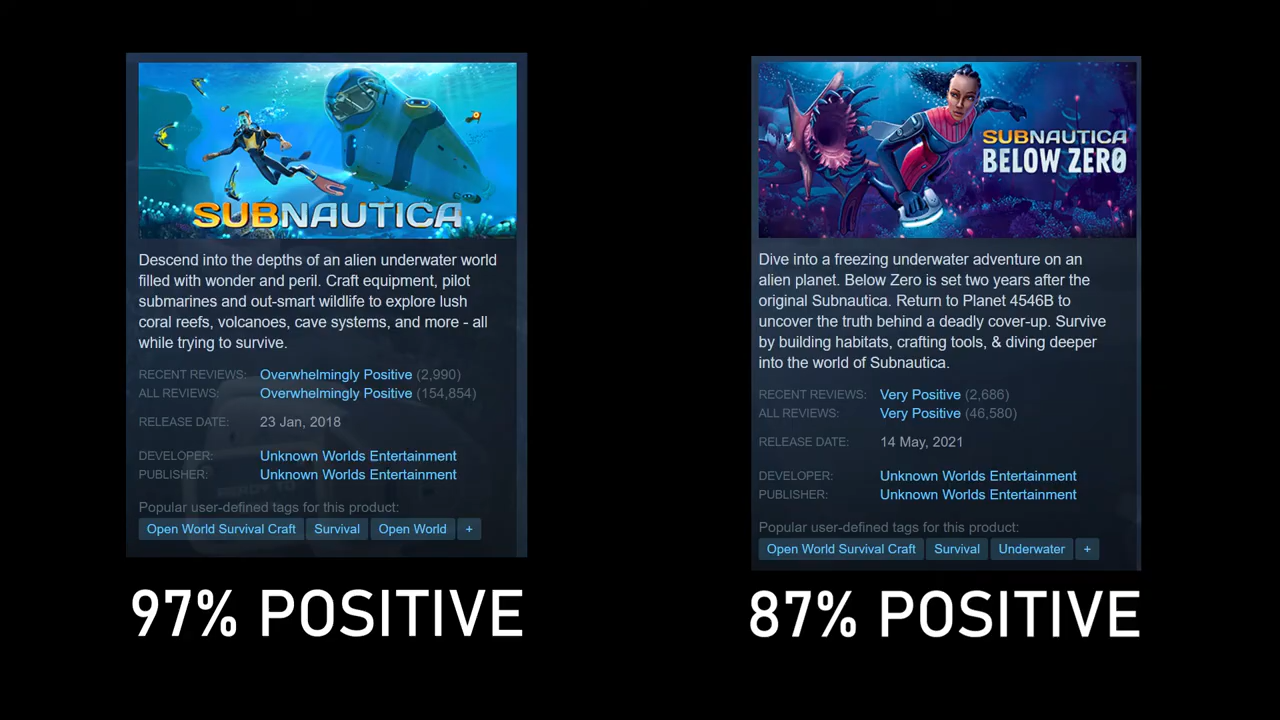 SUBNAUTICA
Descend into the depths of an alien underwater world
filled with wonder and peril. Craft equipment, pilot
submarines and out-smart wildlife to explore lush
coral reefs, volcanoes, cave systems, and more - all
while trying to survive.
RECENT REVIEWS: Overwhelmingly Positive (2,990)
ALL REVIEWS: Overwhelmingly Positive (154,854)
RELEASE DATE: 23 Jan, 2018
DEVELOPER: Unknown Worlds Entertainment
PUBLISHER: Unknown Worlds Entertainment
Popular user-defined tags for this product:
Open World Survival Craft Survival Open World +
97% POSITIVE
SUBNAUTICA
BELOW ZERO
Dive into a freezing underwater adventure on an
alien planet. Below Zero is set two years after the
original Subnautica. Return to Planet 4546B to
uncover the truth behind a deadly cover-up. Survive
by building habitats, crafting tools, & diving deeper
into the world of Subnautica.
RECENT REVIEWS: Very Positive (2,686)
ALL REVIEWS: Very Positive (46,580)
RELEASE DATE: 14 May, 2021
DEVELOPER: Unknown Worlds Entertainment
PUBLISHER: Unknown Worlds Entertainment
Popular user-defined tags for this product:
Open World Survival Craft Survival Underwater +
87% POSITIVE